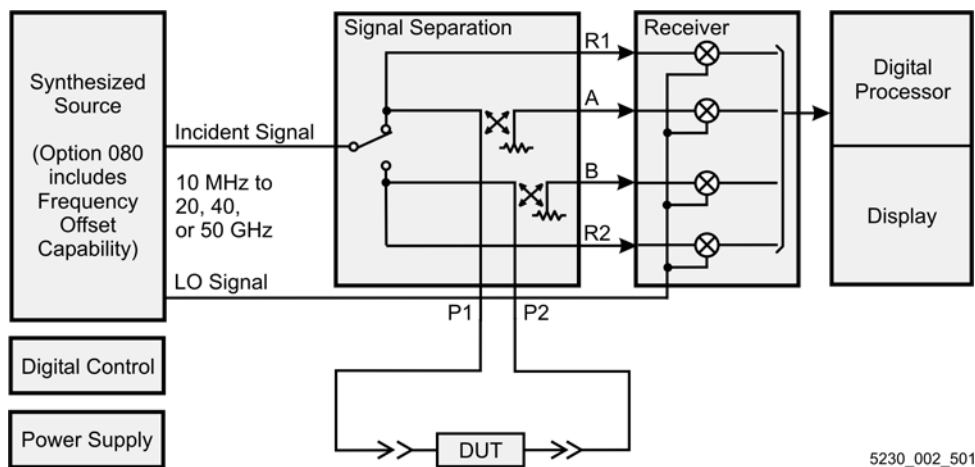 Synthesized
Source
(Option 080
includes
Frequency
Offset
Capability)
Incident Signal
10 MHz to
20, 40,
or 50 GHz
LO Signal
Signal Separation
R1
A
B
R2
Receiver
Digital
Processor
Display
P1
P2
Digital Control
Power Supply
DUT
5230_002_501